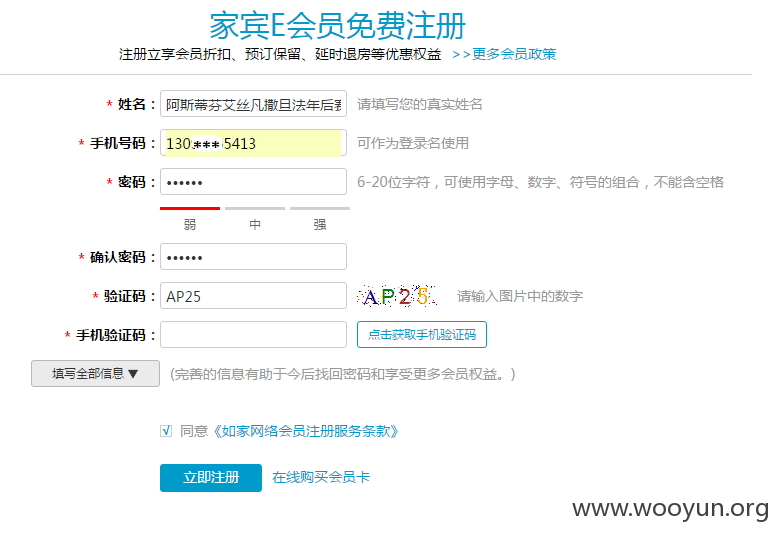 家宾E会员免费注册
注册立享会员折扣、预订保留、延时退房等优惠权益 >>更多会员政策
* 姓名： 阿斯蒂芬艾丝凡撒旦法年后 请填写您的真实姓名
* 手机号码： 130***5413 可作为登录名使用
* 密码： •••••• 6-20位字符，可使用字母、数字、符号的组合，不能含空格
弱 中 强
* 确认密码： ••••••
* 验证码： AP25 AP25 请输入图片中的数字
* 手机验证码： 点击获取手机验证码
填写全部信息▼ (完善的信息有助于今后找回密码和享受更多会员权益。)
√ 同意《如家网络会员注册服务条款》
立即注册 在线购买会员卡
www.wooyun.org